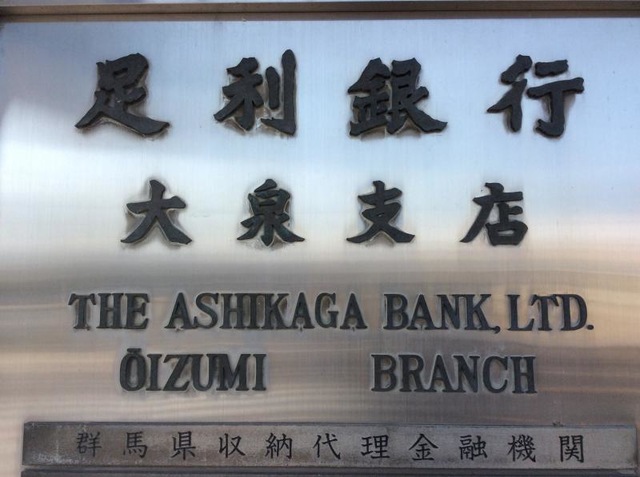 足利銀行
大泉支店
THE ASHIKAGA BANK, LTD.
ŌIZUMI BRANCH
群馬県収納代理金融機関